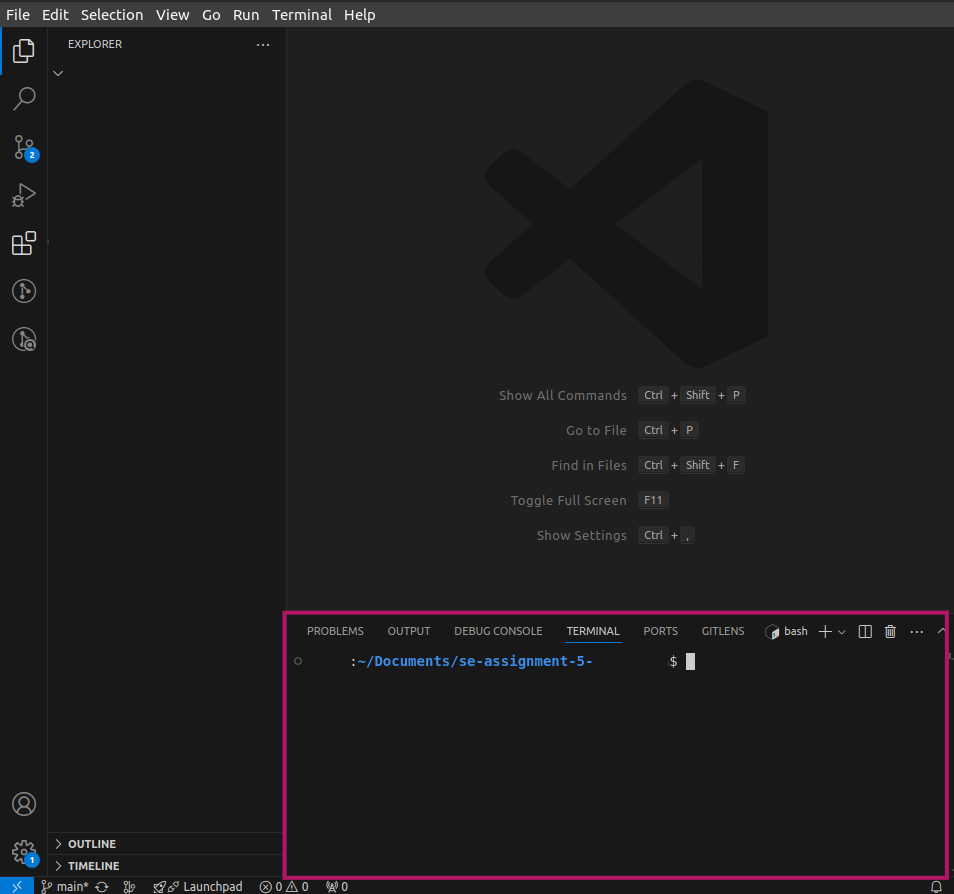 File Edit Selection View Go Run Terminal Help
EXPLORER
2
Show All Commands Ctrl + Shift + P
Go to File Ctrl + P
Find in Files Ctrl + Shift + F
Toggle Full Screen F11
Show Settings Ctrl + ,
PROBLEMS OUTPUT DEBUG CONSOLE TERMINAL PORTS GITLENS bash
:~/Documents/se-assignment-5- $
OUTLINE
1
TIMELINE
main* Launchpad 0 0 0